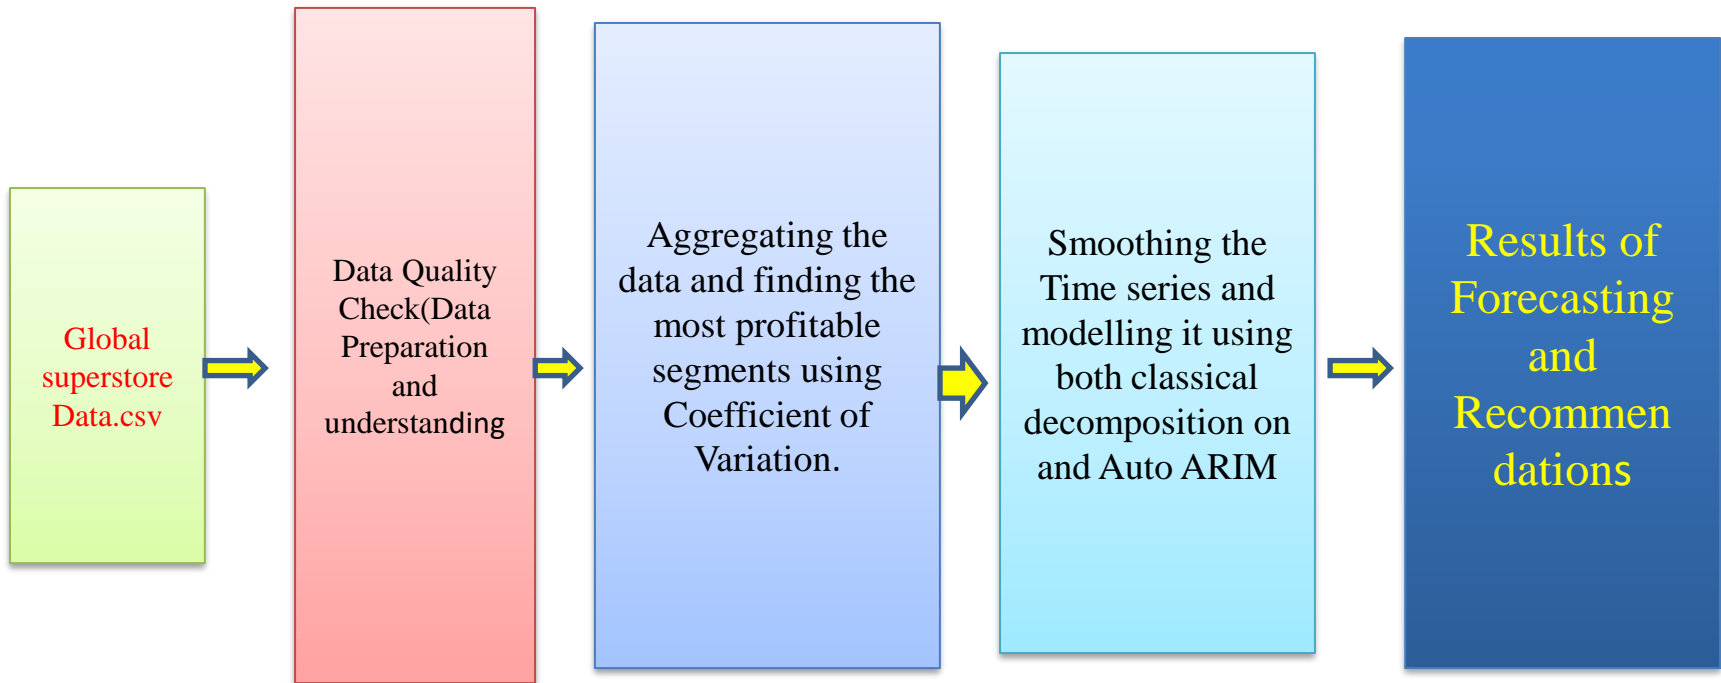 Global
superstore
Data.csv
Data Quality
Check(Data
Preparation
and
understanding
Aggregating the
data and finding the
most profitable
segments using
Coefficient of
Variation.
Smoothing the
Time series and
modelling it using
both classical
decomposition on
and Auto ARIM
Results of
Forecasting
and
Recommen
dations